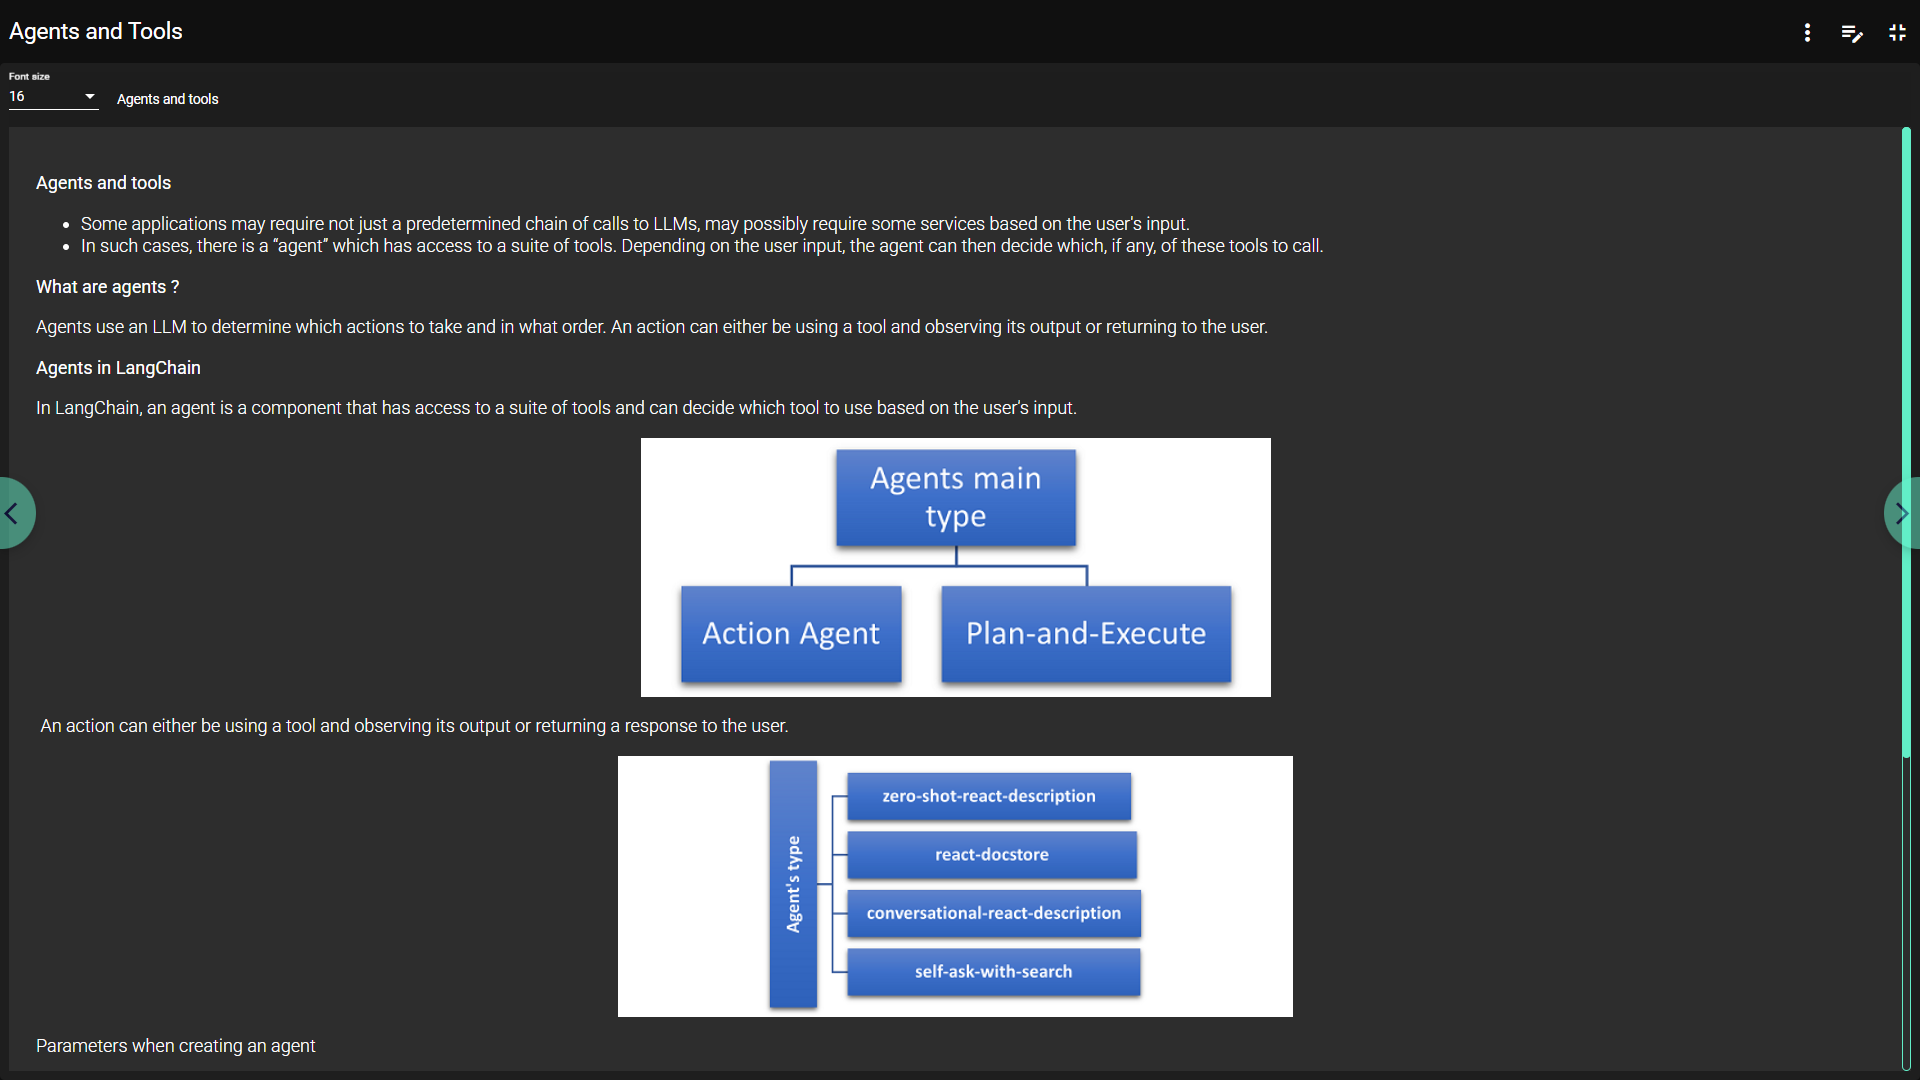 Agents and Tools
Font size
16
Agents and tools
Agents and tools
Some applications may require not just a predetermined chain of calls to LLMs, may possibly require some services based on the user's input.
In such cases, there is a “agent” which has access to a suite of tools. Depending on the user input, the agent can then decide which, if any, of these tools to call.
What are agents ?
Agents use an LLM to determine which actions to take and in what order. An action can either be using a tool and observing its output or returning to the user.
Agents in LangChain
In LangChain, an agent is a component that has access to a suite of tools and can decide which tool to use based on the user's input.
Agents main
type
Action Agent
Plan-and-Execute
An action can either be using a tool and observing its output or returning a response to the user.
Agent's type
zero-shot-react-description
react-docstore
conversational-react-description
self-ask-with-search
Parameters when creating an agent